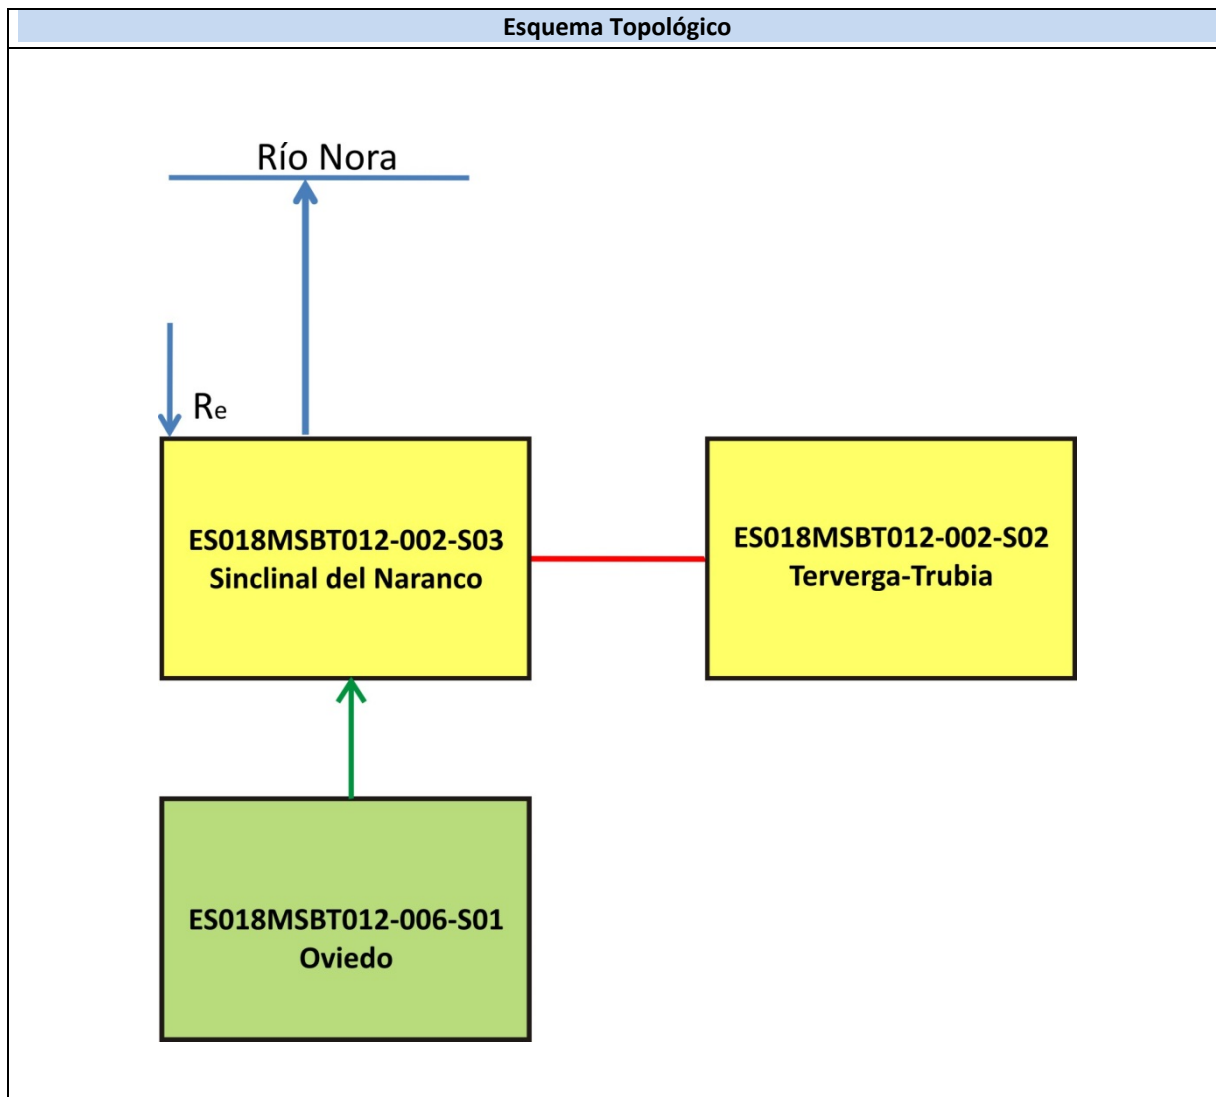 Esquema Topológico
Río Nora
Re
ES018MSBT012-002-S03
Sinclinal del Naranco
ES018MSBT012-002-S02
Terverga-Trubia
ES018MSBT012-006-S01
Oviedo